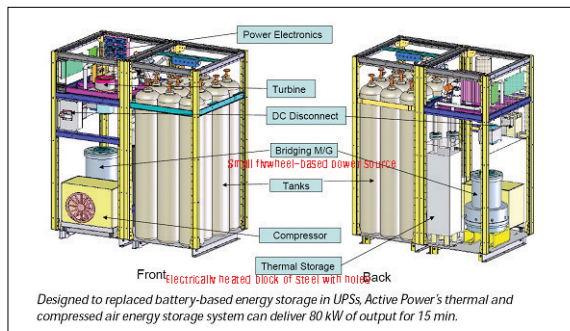 Power Electronics
Turbine
DC Disconnect
Bridging M/G
Small flywheel-based power source
Tanks
Compressor
Thermal Storage
Front
Back
Electrically heated block of steel with holes
Designed to replaced battery-based energy storage in UPSs, Active Power's thermal and
compressed air energy storage system can deliver 80 kW of output for 15 min.